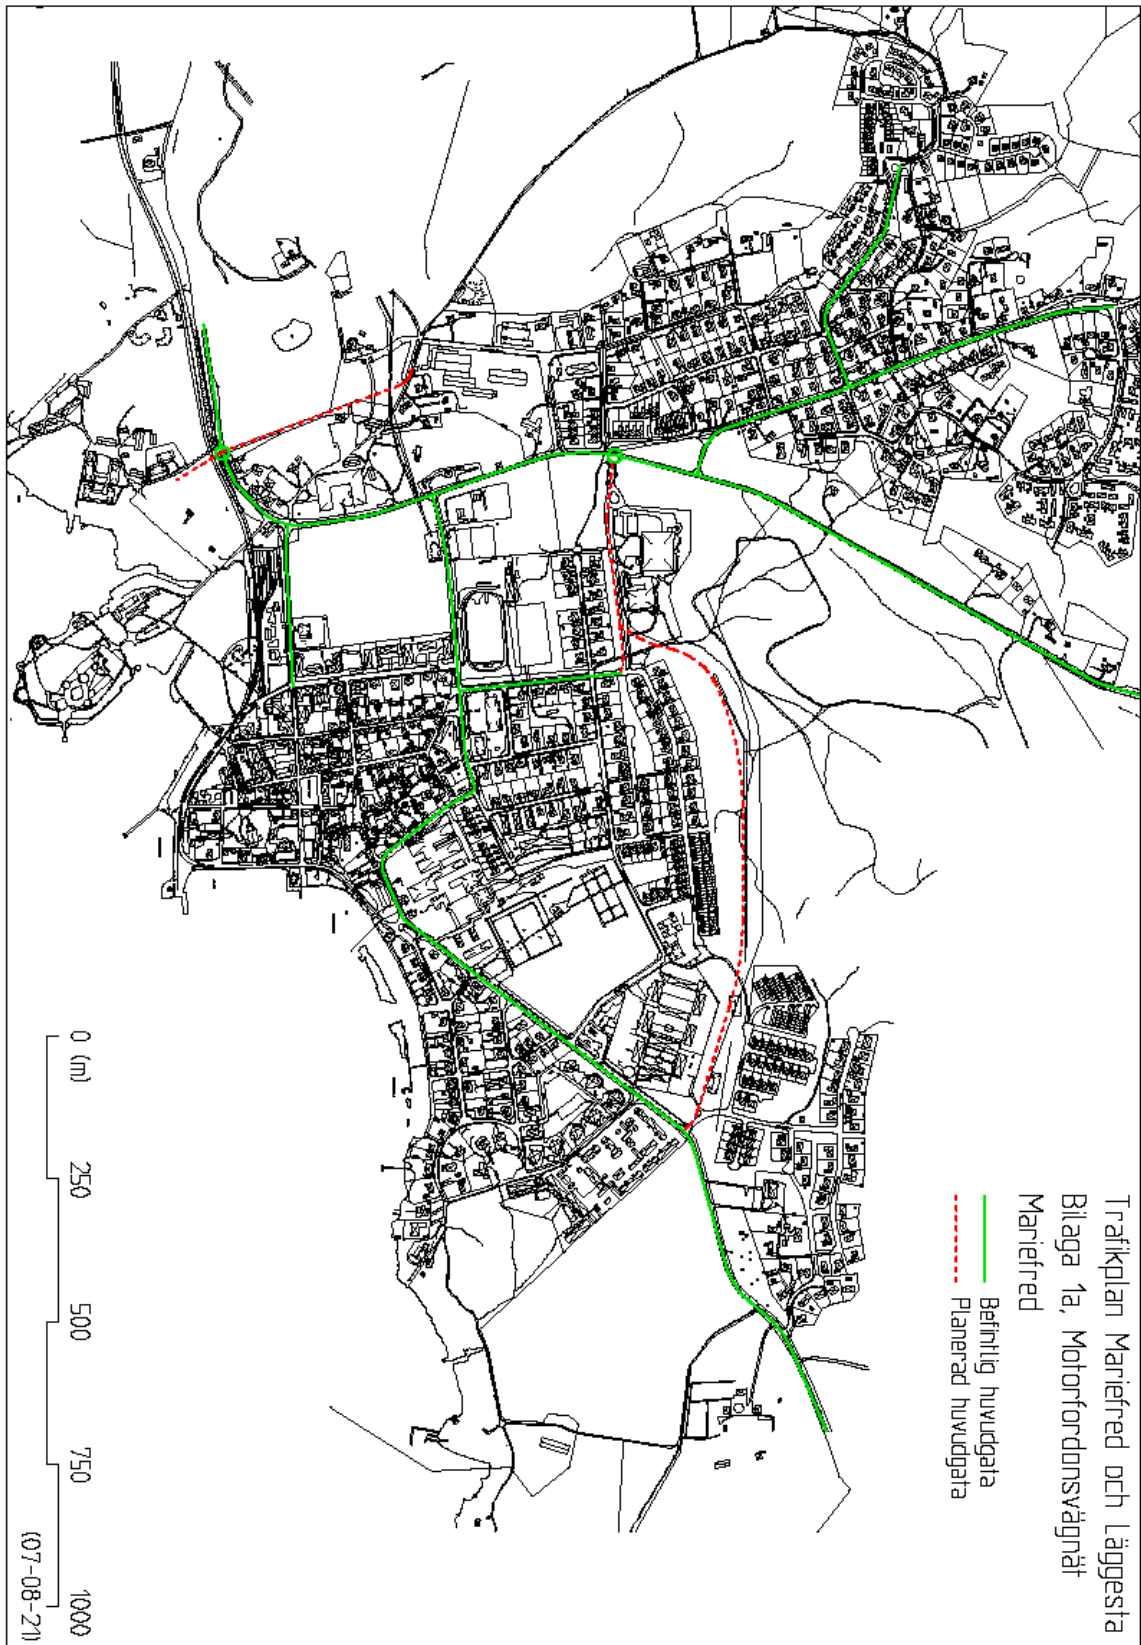 Trafikplan Mariefred och Läggesta
Bilaga 1a, Motorfordonsvägnät
Mariefred
Befintlig huvudgata
Planerad huvudgata
0 (m) 250 500 750 1000
(07-08-21)